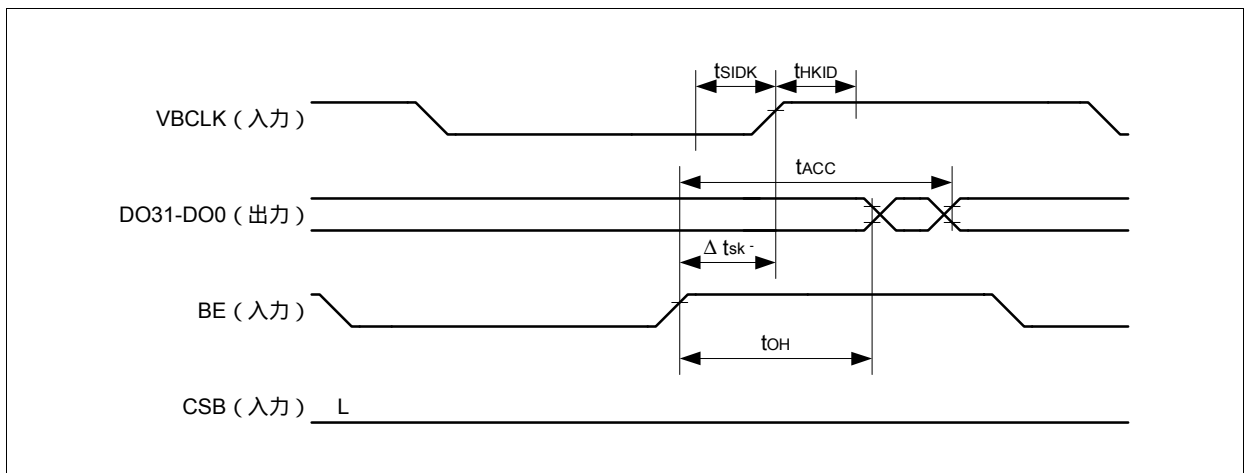 tSIDK tHKID
VBCLK（入力）
tACC
DO31-DO0（出力）
Δ tsk -
BE（入力）
tOH
CSB（入力） L